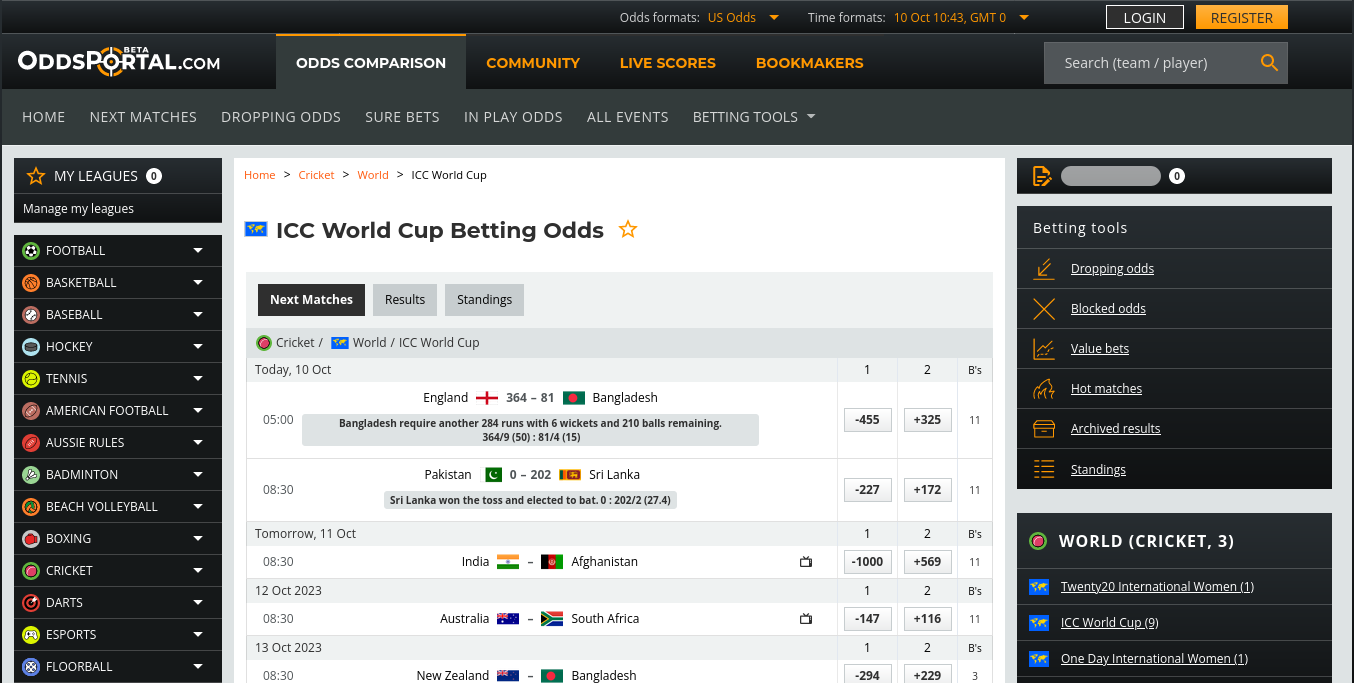 Odds formats: US Odds Time formats: 10 Oct 10:43, GMT 0 LOGIN REGISTER
ODDSPORTAL.COM BETA ODDS COMPARISON COMMUNITY LIVE SCORES BOOKMAKERS Search (team / player)
HOME NEXT MATCHES DROPPING ODDS SURE BETS IN PLAY ODDS ALL EVENTS BETTING TOOLS
MY LEAGUES 0
Manage my leagues
FOOTBALL
BASKETBALL
BASEBALL
HOCKEY
TENNIS
AMERICAN FOOTBALL
AUSSIE RULES
BADMINTON
BEACH VOLLEYBALL
BOXING
CRICKET
DARTS
ESPORTS
FLOORBALL
Home > Cricket > World > ICC World Cup
ICC World Cup Betting Odds
Next Matches Results Standings
Cricket / World / ICC World Cup
Today, 10 Oct 1 2 B's
England 364 – 81 Bangladesh
05:00 -455 +325 11
Bangladesh require another 284 runs with 6 wickets and 210 balls remaining.
364/9 (50) : 81/4 (15)
Pakistan 0 – 202 Sri Lanka
08:30 -227 +172 11
Sri Lanka won the toss and elected to bat. 0 : 202/2 (27.4)
Tomorrow, 11 Oct 1 2 B's
08:30 India – Afghanistan -1000 +569 11
12 Oct 2023 1 2 B's
08:30 Australia – South Africa -147 +116 11
13 Oct 2023 1 2 B's
08:30 New Zealand – Bangladesh -294 +229 3
0
Betting tools
Dropping odds
Blocked odds
Value bets
Hot matches
Archived results
Standings
WORLD (CRICKET, 3)
Twenty20 International Women (1)
ICC World Cup (9)
One Day International Women (1)